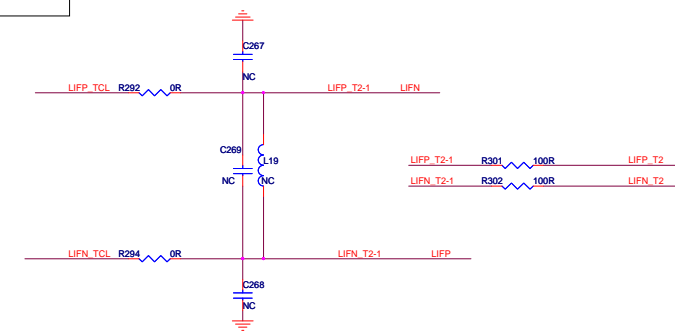 C267
NC
LIFP_TCL R292 0R LIFP_T2-1 LIFN
C269 L19
NC NC
LIFP_T2-1 R301 100R LIFP_T2
LIFN_T2-1 R302 100R LIFN_T2
LIFN_TCL R294 0R LIFN_T2-1 LIFP
C268
NC